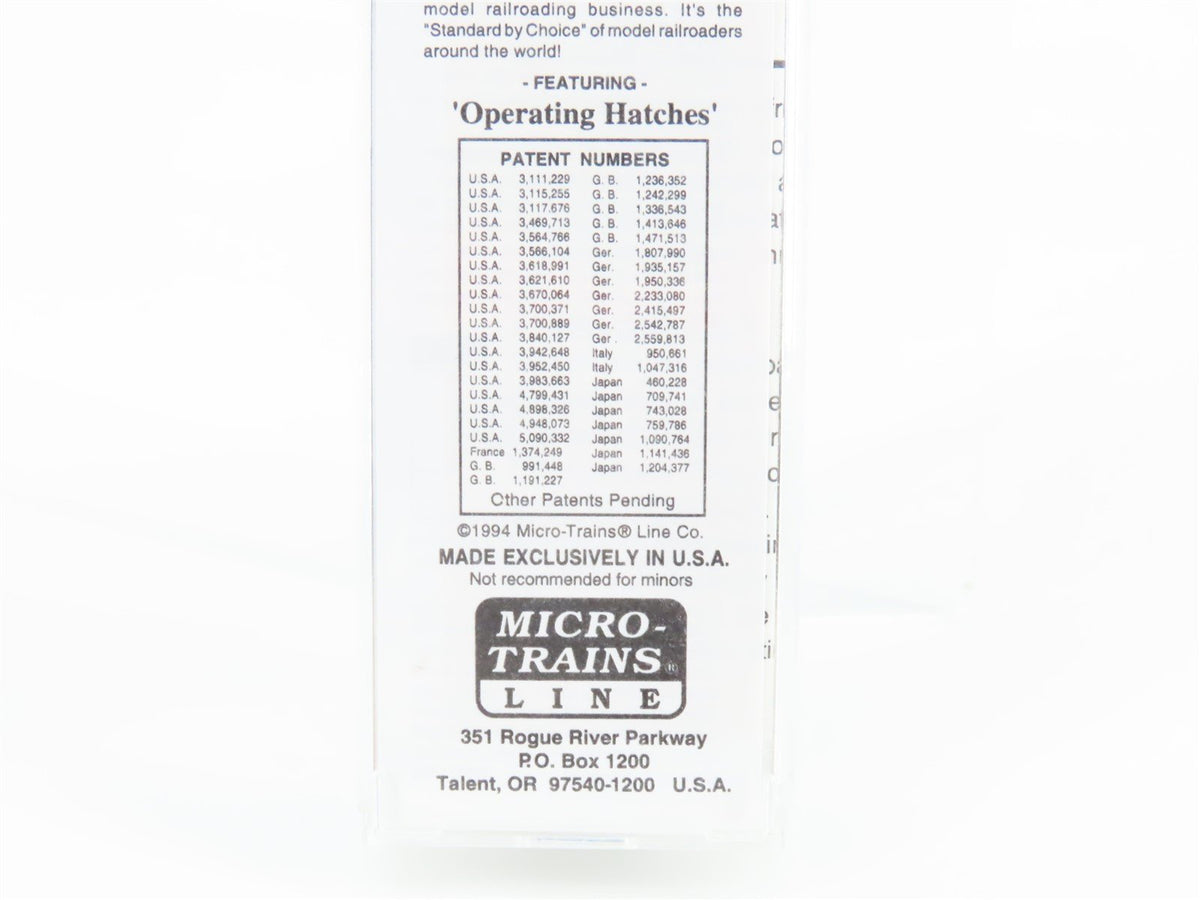 model railroading business. It's the
"Standard by Choice" of model railroaders
around the world!
- FEATURING -
'Operating Hatches'
PATENT NUMBERS
U.S.A. 3,111,229 G. B. 1,236,352
U.S.A. 3,115,255 G. B. 1,242,299
U.S.A. 3,117,676 G. B. 1,336,543
U.S.A. 3,469,713 G. B. 1,413,646
U.S.A. 3,564,766 G. B. 1,471,513
U.S.A. 3,566,104 Ger. 1,807,990
U.S.A. 3,618,991 Ger. 1,935,157
U.S.A. 3,621,610 Ger. 1,950,336
U.S.A. 3,670,064 Ger. 2,233,080
U.S.A. 3,700,371 Ger. 2,415,497
U.S.A. 3,700,889 Ger. 2,542,787
U.S.A. 3,840,127 Ger . 2,559,813
U.S.A. 3,942,648 Italy 950,661
U.S.A. 3,952,450 Italy 1,047,316
U.S.A. 3,983,663 Japan 460,228
U.S.A. 4,799,431 Japan 709,741
U.S.A. 4,898,326 Japan 743,028
U.S.A. 4,948,073 Japan 759,786
U.S.A. 5,090,332 Japan 1,090,764
France 1,374,249 Japan 1,141,436
G. B. 991,448 Japan 1,204,377
G. B. 1,191,227
Other Patents Pending
©1994 Micro-Trains® Line Co.
MADE EXCLUSIVELY IN U.S.A.
Not recommended for minors
MICRO-
TRAINS®
LINE
351 Rogue River Parkway
P.O. Box 1200
Talent, OR 97540-1200 U.S.A.